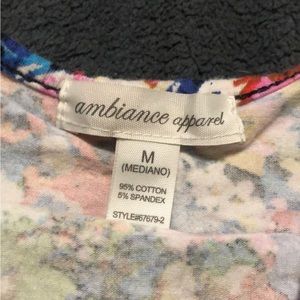 ambiance apparel
M
(MEDIANO)
95% COTTON
5% SPANDEX
STYLE#67679-2